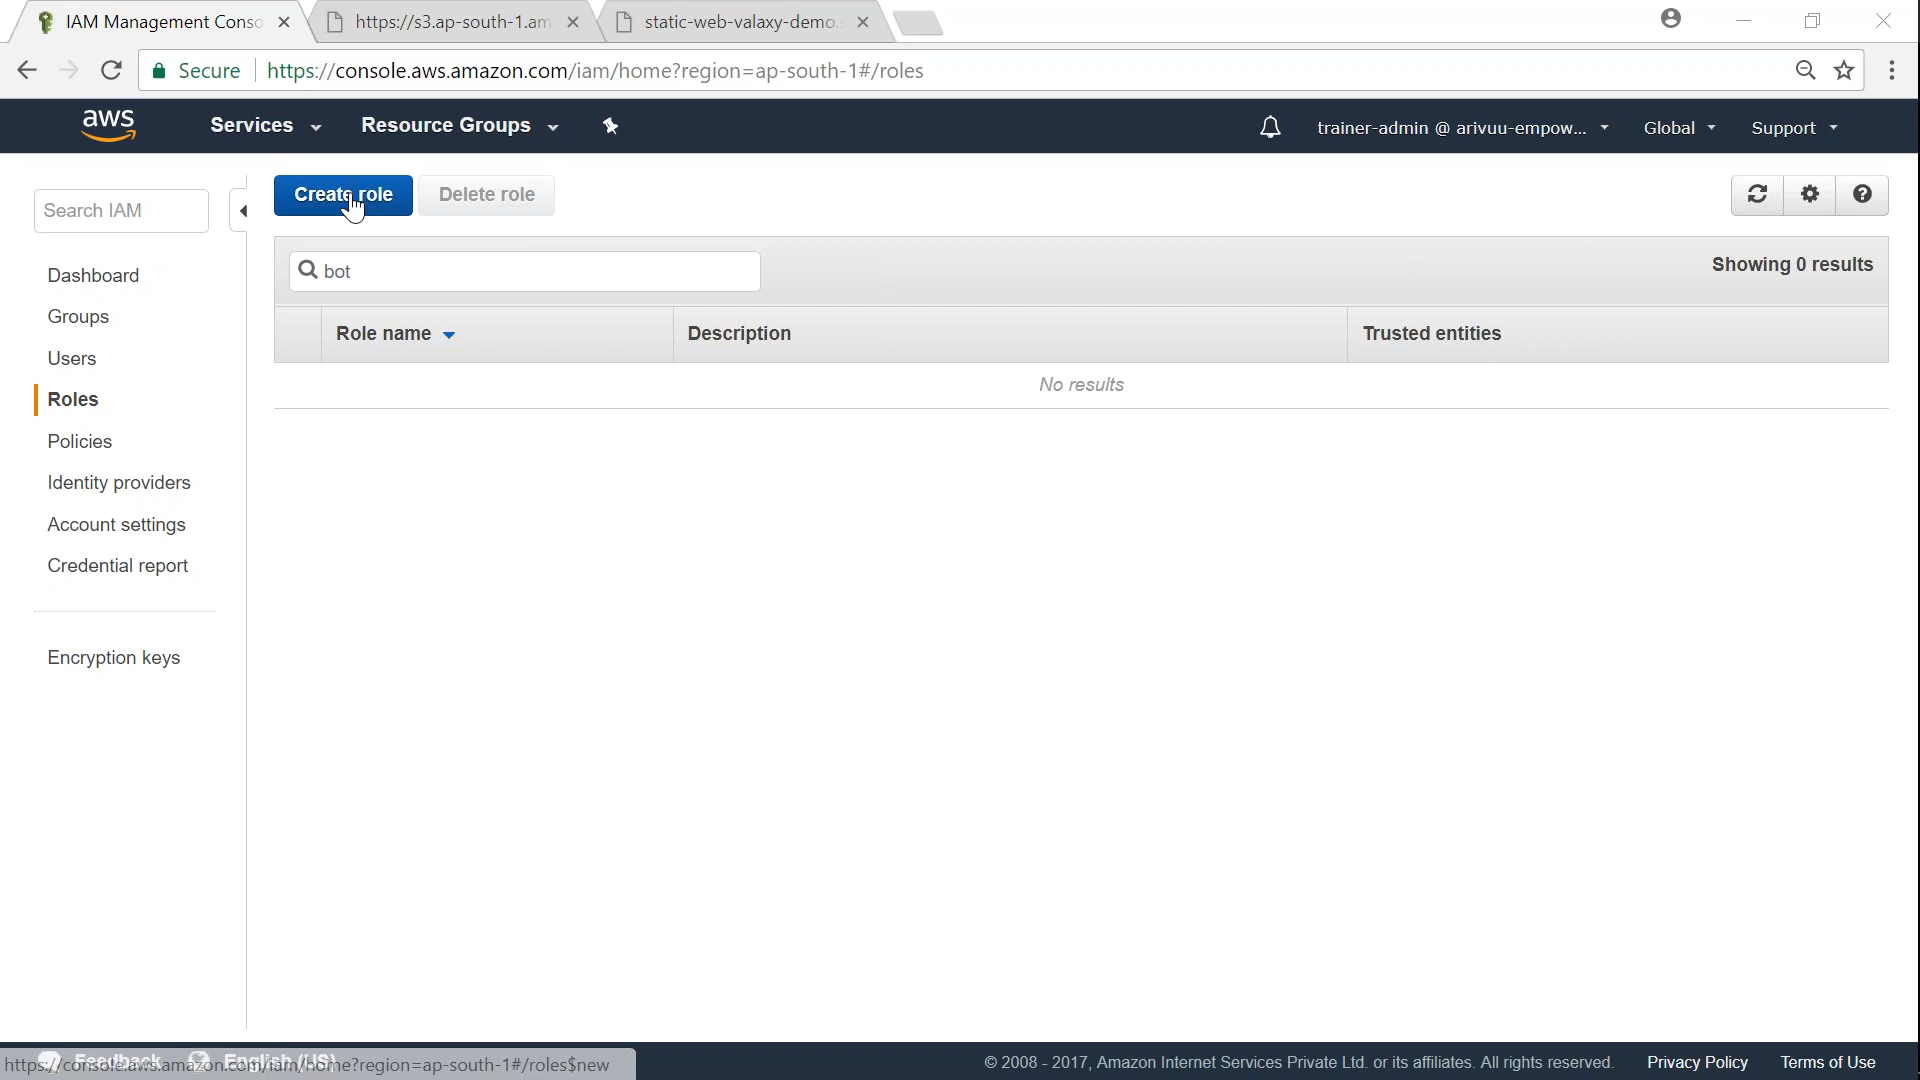 IAM Management Conso
https://s3.ap-south-1.am
static-web-valaxy-demo.
Secure
https://console.aws.amazon.com/iam/home?region=ap-south-1#/roles
aws
Services
Resource Groups
trainer-admin @ arivuu-empow...
Global
Support
Search IAM
Create role
Delete role
bot
Showing 0 results
Dashboard
Groups
Users
Roles
Policies
Identity providers
Account settings
Credential report
Encryption keys
Role name
Description
Trusted entities
No results
Feedback
English (US)
https://console.aws.amazon.com/iam/home?region=ap-south-1#/roles$new
© 2008 - 2017, Amazon Internet Services Private Ltd. or its affiliates. All rights reserved.
Privacy Policy
Terms of Use